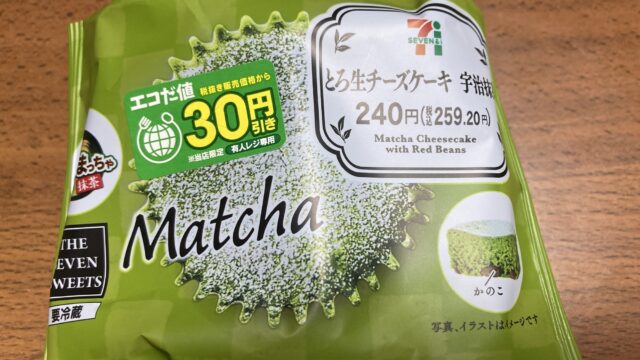 エコだ値
税抜き販売価格から
30円
引き
※当店限定
有人レジ専用
7
SEVEN&i
とろ生チーズケーキ 宇治抹
240円(税込259.20円)
Matcha Cheesecake
with Red Beans
まっちゃ
抹茶
Matcha
THE
SEVEN
SWEETS
要冷蔵
かのこ
写真、イラストはイメージです